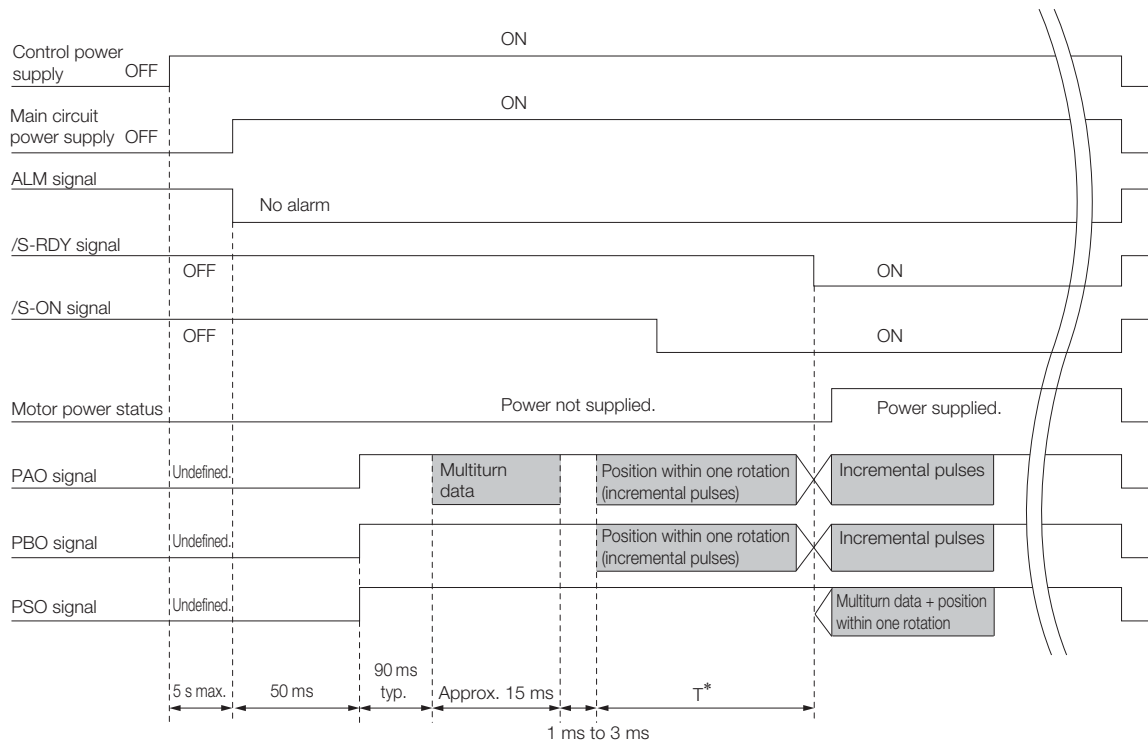 ON
Control power
supply OFF
ON
Main circuit
power supply OFF
ALM signal
No alarm
/S-RDY signal
OFF
ON
/S-ON signal
OFF
ON
Motor power status
Power not supplied.
Power supplied.
PAO signal
Undefined.
Multiturn
data
Position within one rotation
(incremental pulses)
Incremental pulses
PBO signal
Undefined.
Position within one rotation
(incremental pulses)
Incremental pulses
PSO signal
Undefined.
Multiturn data + position
within one rotation
5 s max.
50 ms
90 ms
typ.
Approx. 15 ms
T*
1 ms to 3 ms